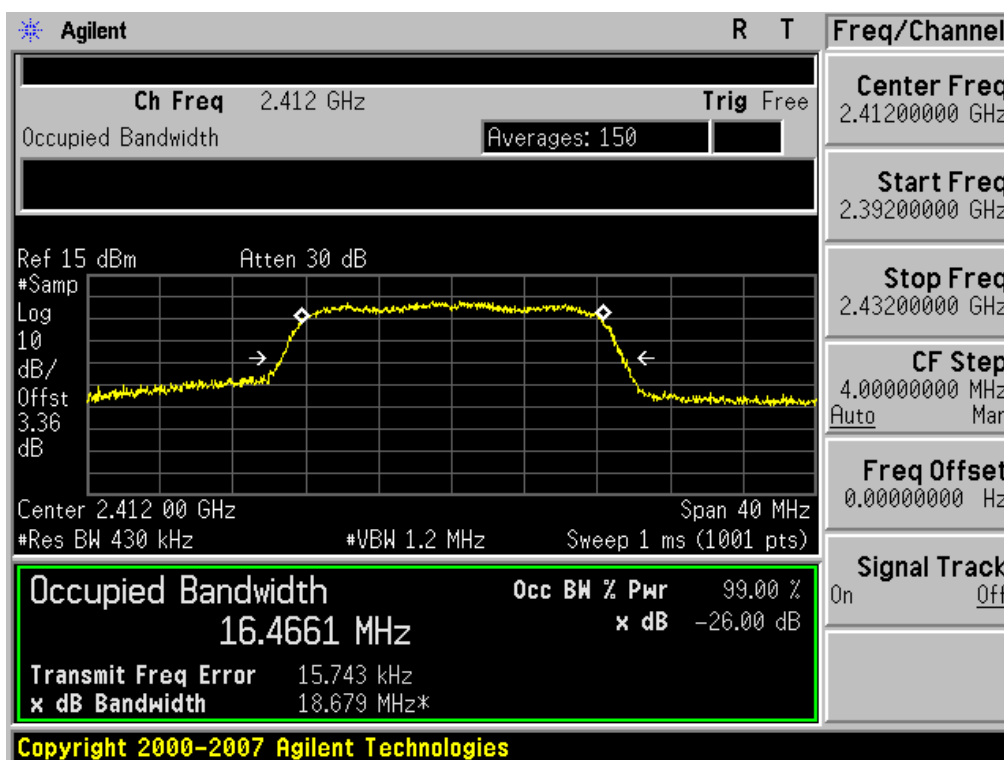 Agilent R T
Ch Freq 2.412 GHz Trig Free
Occupied Bandwidth Averages: 150
Ref 15 dBm Atten 30 dB
#Samp
Log
10
dB/
Offst
3.36
dB
Center 2.412 00 GHz Span 40 MHz
#Res BW 430 kHz #VBW 1.2 MHz Sweep 1 ms (1001 pts)
Occupied Bandwidth Occ BW % Pwr 99.00 %
16.4661 MHz x dB -26.00 dB
Transmit Freq Error 15.743 kHz
x dB Bandwidth 18.679 MHz*
Copyright 2000-2007 Agilent Technologies
Freq/Channel
Center Freq
2.41200000 GHz
Start Freq
2.39200000 GHz
Stop Freq
2.43200000 GHz
CF Step
4.00000000 MHz
Auto Man
Freq Offset
0.00000000 Hz
Signal Track
On Off